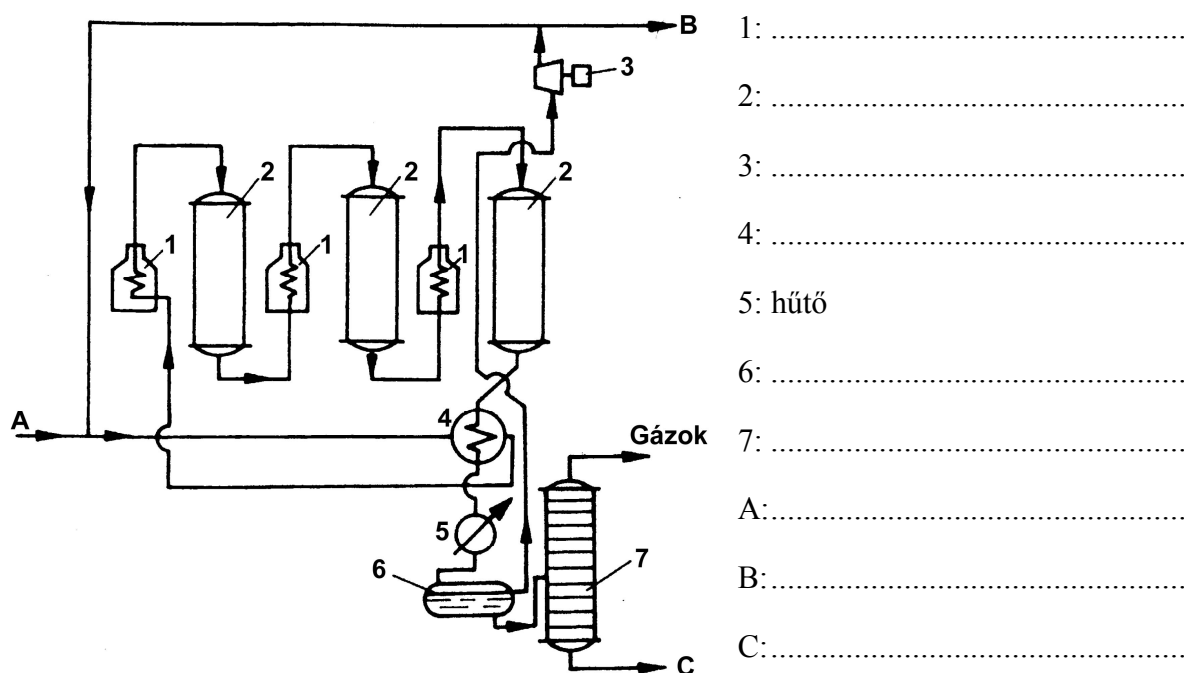 B
3
2
2
2
1
1
1
A
4
Gázok
5
6
7
C
1: ................................................................
2: ................................................................
3: ................................................................
4: ................................................................
5: hűtő
6: ................................................................
7: ................................................................
A:................................................................
B:................................................................
C:................................................................